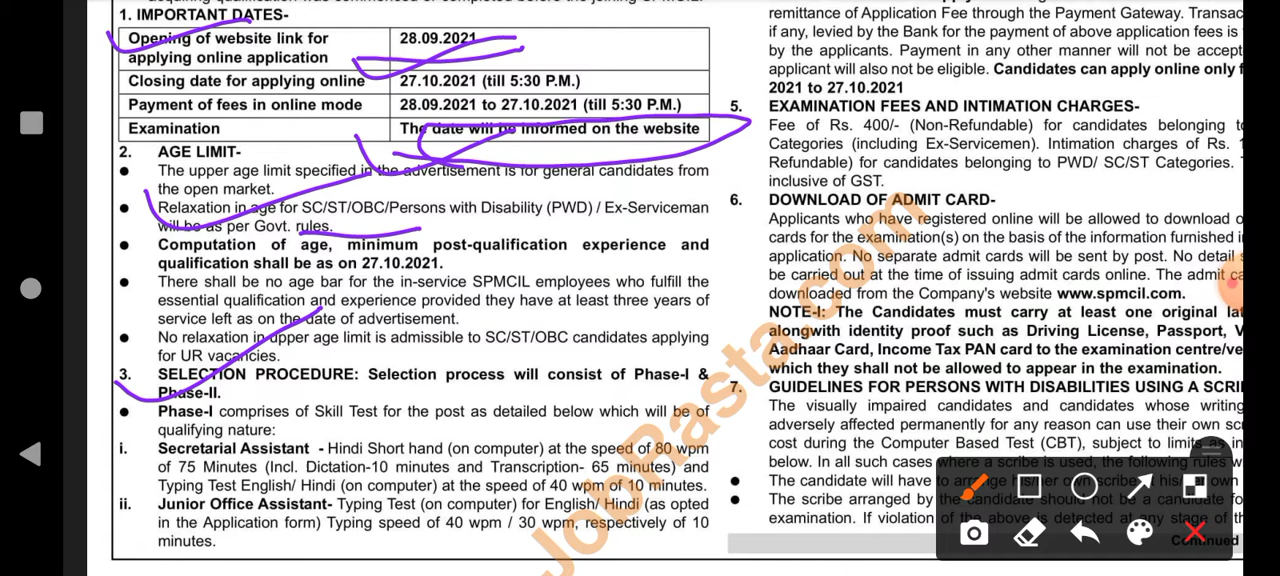 1. IMPORTANT DATES-
Opening of website link for 28.09.2021
applying online application
Closing date for applying online 27.10.2021 (till 5:30 P.M.)
Payment of fees in online mode 28.09.2021 to 27.10.2021 (till 5:30 P.M.)
Examination The date will be informed on the website
2. AGE LIMIT-
● The upper age limit specified in the advertisement is for general candidates from
the open market.
● Relaxation in age for SC/ST/OBC/Persons with Disability (PWD) / Ex-Serviceman
will be as per Govt. rules.
● Computation of age, minimum post-qualification experience and
qualification shall be as on 27.10.2021.
● There shall be no age bar for the in-service SPMCIL employees who fulfill the
essential qualification and experience provided they have at least three years of
service left as on the date of advertisement.
● No relaxation in upper age limit is admissible to SC/ST/OBC candidates applying
for UR vacancies.
3. SELECTION PROCEDURE: Selection process will consist of Phase-I &
Phase-II.
● Phase-I comprises of Skill Test for the post as detailed below which will be of
qualifying nature:
i. Secretarial Assistant - Hindi Short hand (on computer) at the speed of 80 wpm
of 75 Minutes (Incl. Dictation-10 minutes and Transcription- 65 minutes) and
Typing Test English/ Hindi (on computer) at the speed of 40 wpm of 10 minutes.
ii. Junior Office Assistant- Typing Test (on computer) for English/ Hindi (as opted
in the Application form) Typing speed of 40 wpm / 30 wpm, respectively of 10
minutes.
remittance of Application Fee through the Payment Gateway. Transac
if any, levied by the Bank for the payment of above application fees is
by the applicants. Payment in any other manner will not be accept
applicant will also not be eligible. Candidates can apply online only f
2021 to 27.10.2021
5. EXAMINATION FEES AND INTIMATION CHARGES-
Fee of Rs. 400/- (Non-Refundable) for candidates belonging t
Categories (including Ex-Servicemen). Intimation charges of Rs.
Refundable) for candidates belonging to PWD/ SC/ST Categories.
inclusive of GST.
6. DOWNLOAD OF ADMIT CARD-
Applicants who have registered online will be allowed to download o
cards for the examination(s) on the basis of the information furnished i
application. No separate admit cards will be sent by post. No detail
be carried out at the time of issuing admit cards online. The admit ca
downloaded from the Company's website www.spmcil.com.
NOTE-I: The Candidates must carry at least one original lat
alongwith identity proof such as Driving License, Passport, V
Aadhaar Card, Income Tax PAN card to the examination centre/ve
which they shall not be allowed to appear in the examination.
7. GUIDELINES FOR PERSONS WITH DISABILITIES USING A SCRI
The visually impaired candidates and candidates whose writing
adversely affected permanently for any reason can use their own sc
cost during the Computer Based Test (CBT), subject to limits as in
below. In all such cases where a scribe is used, the following rules w
● The candidate will have to arrange his/her own scribe at his/her own
● The scribe arranged by the candidate should not be a candidate fo
examination. If violation of the above is detected at any stage of th
Continued
JobRasta.com